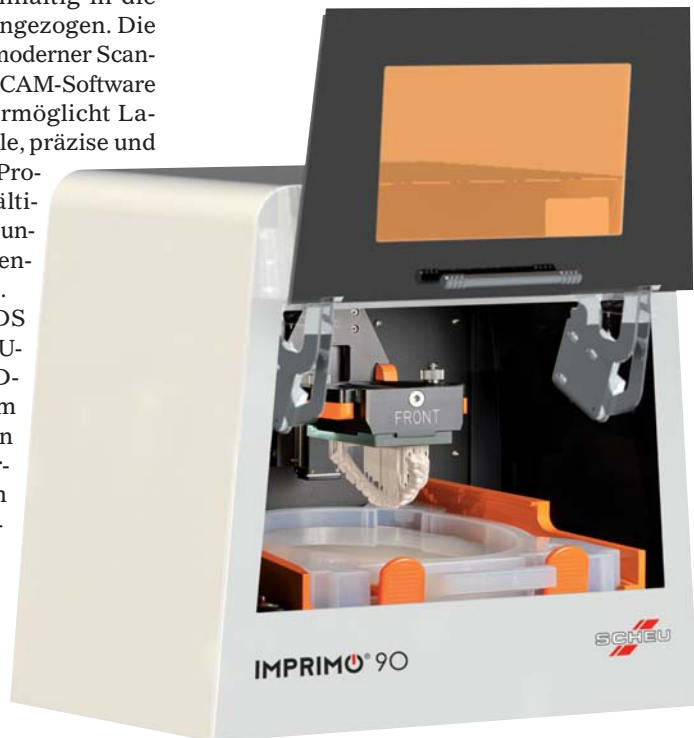 hhaltig in die
ngezogen. Die
moderner Scan-
CAM-Software
rmöglicht La-
le, präzise und
Pro-
älti-
un-
en-
.
DS
U-
D-
m
n
r-
n
-
FRONT
IMPRIMO® 90
SCHEU